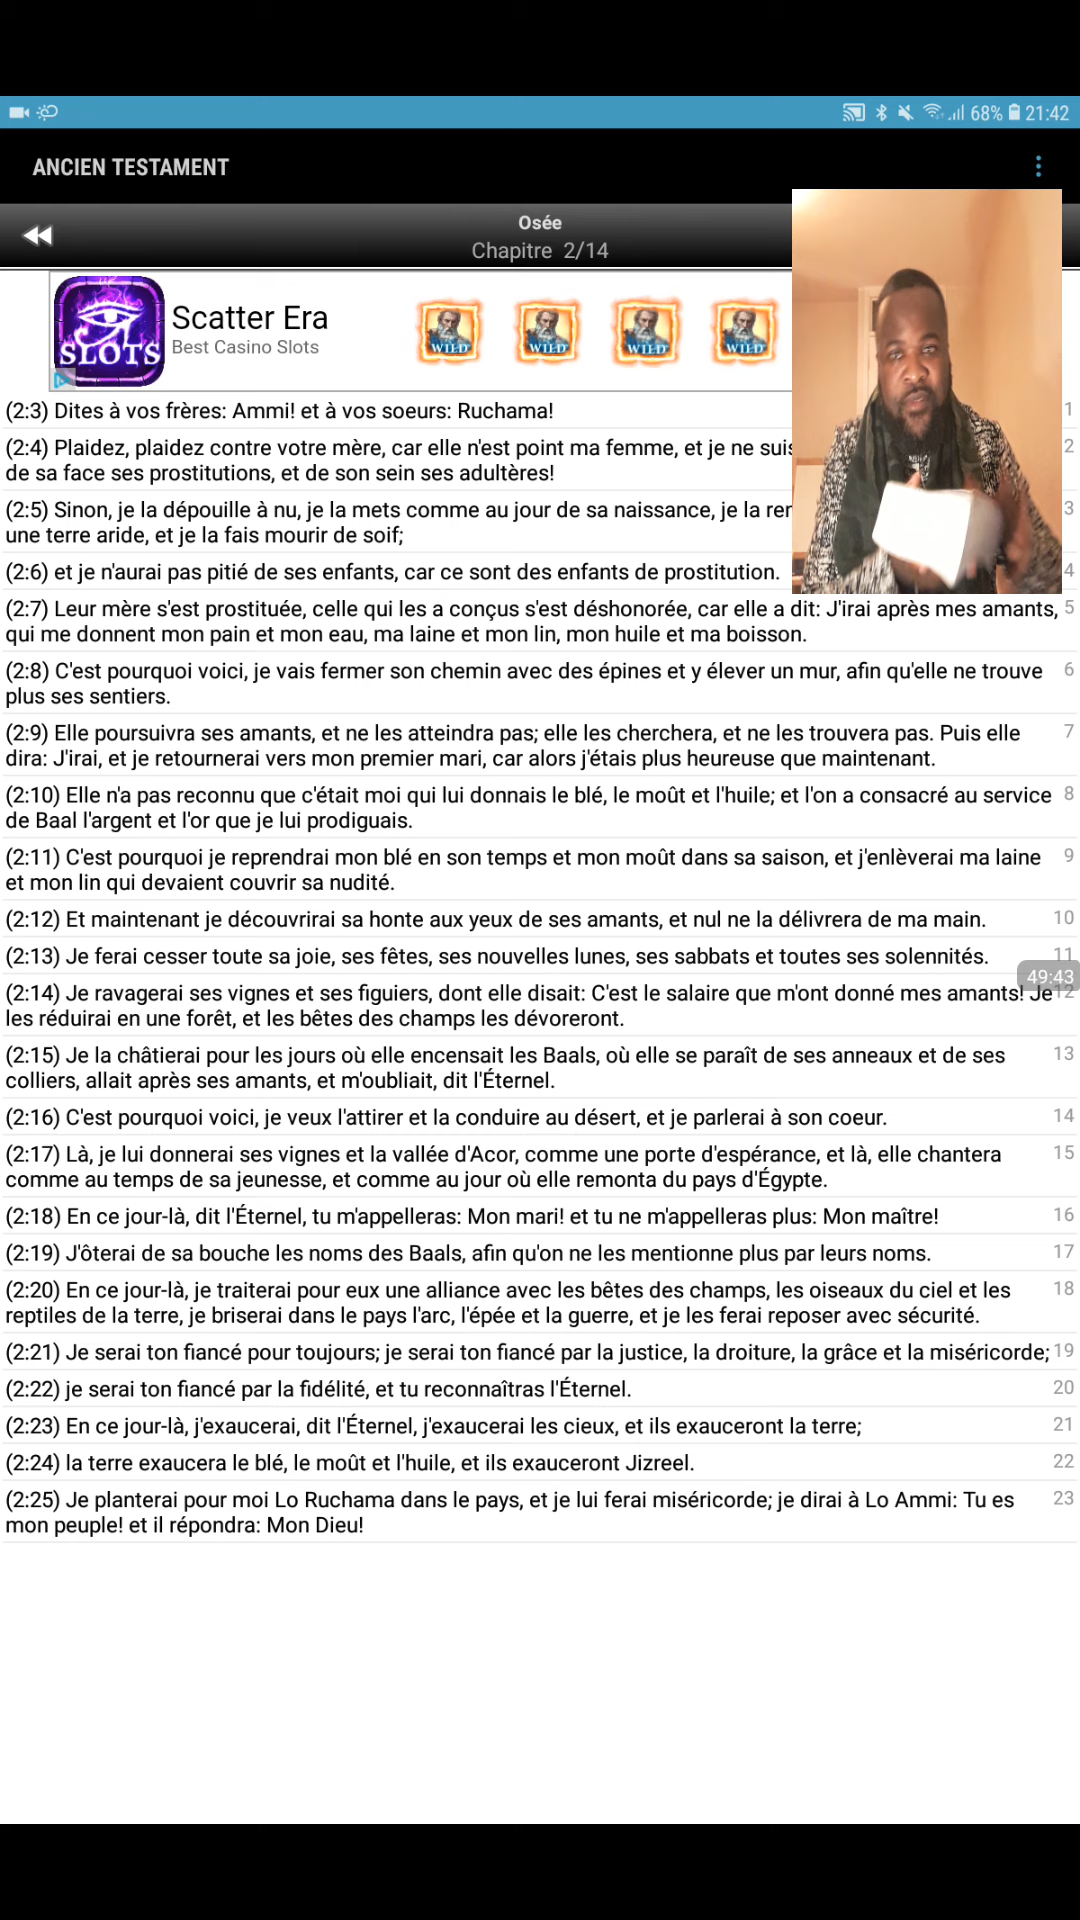 68% 21:42
ANCIEN TESTAMENT
Osée
Chapitre 2/14
SLOTS
Scatter Era
Best Casino Slots
WILD WILD WILD WILD
(2:3) Dites à vos frères: Ammi! et à vos soeurs: Ruchama! 1
(2:4) Plaidez, plaidez contre votre mère, car elle n'est point ma femme, et je ne suis 2
de sa face ses prostitutions, et de son sein ses adultères!
(2:5) Sinon, je la dépouille à nu, je la mets comme au jour de sa naissance, je la 3
une terre aride, et je la fais mourir de soif;
(2:6) et je n'aurai pas pitié de ses enfants, car ce sont des enfants de prostitution. 4
(2:7) Leur mère s'est prostituée, celle qui les a conçus s'est déshonorée, car elle a dit: J'irai après mes amants, 5
qui me donnent mon pain et mon eau, ma laine et mon lin, mon huile et ma boisson.
(2:8) C'est pourquoi voici, je vais fermer son chemin avec des épines et y élever un mur, afin qu'elle ne trouve 6
plus ses sentiers.
(2:9) Elle poursuivra ses amants, et ne les atteindra pas; elle les cherchera, et ne les trouvera pas. Puis elle 7
dira: J'irai, et je retournerai vers mon premier mari, car alors j'étais plus heureuse que maintenant.
(2:10) Elle n'a pas reconnu que c'était moi qui lui donnais le blé, le moût et l'huile; et l'on a consacré au service 8
de Baal l'argent et l'or que je lui prodiguais.
(2:11) C'est pourquoi je reprendrai mon blé en son temps et mon moût dans sa saison, et j'enlèverai ma laine 9
et mon lin qui devaient couvrir sa nudité.
(2:12) Et maintenant je découvrirai sa honte aux yeux de ses amants, et nul ne la délivrera de ma main. 10
(2:13) Je ferai cesser toute sa joie, ses fêtes, ses nouvelles lunes, ses sabbats et toutes ses solennités. 11
49:43
(2:14) Je ravagerai ses vignes et ses figuiers, dont elle disait: C'est le salaire que m'ont donné mes amants! Je 12
les réduirai en une forêt, et les bêtes des champs les dévoreront.
(2:15) Je la châtierai pour les jours où elle encensait les Baals, où elle se paraît de ses anneaux et de ses 13
colliers, allait après ses amants, et m'oubliait, dit l'Éternel.
(2:16) C'est pourquoi voici, je veux l'attirer et la conduire au désert, et je parlerai à son coeur. 14
(2:17) Là, je lui donnerai ses vignes et la vallée d'Acor, comme une porte d'espérance, et là, elle chantera 15
comme au temps de sa jeunesse, et comme au jour où elle remonta du pays d'Égypte.
(2:18) En ce jour-là, dit l'Éternel, tu m'appelleras: Mon mari! et tu ne m'appelleras plus: Mon maître! 16
(2:19) J'ôterai de sa bouche les noms des Baals, afin qu'on ne les mentionne plus par leurs noms. 17
(2:20) En ce jour-là, je traiterai pour eux une alliance avec les bêtes des champs, les oiseaux du ciel et les 18
reptiles de la terre, je briserai dans le pays l'arc, l'épée et la guerre, et je les ferai reposer avec sécurité.
(2:21) Je serai ton fiancé pour toujours; je serai ton fiancé par la justice, la droiture, la grâce et la miséricorde; 19
(2:22) je serai ton fiancé par la fidélité, et tu reconnaîtras l'Éternel. 20
(2:23) En ce jour-là, j'exaucerai, dit l'Éternel, j'exaucerai les cieux, et ils exauceront la terre; 21
(2:24) la terre exaucera le blé, le moût et l'huile, et ils exauceront Jizreel. 22
(2:25) Je planterai pour moi Lo Ruchama dans le pays, et je lui ferai miséricorde; je dirai à Lo Ammi: Tu es 23
mon peuple! et il répondra: Mon Dieu!